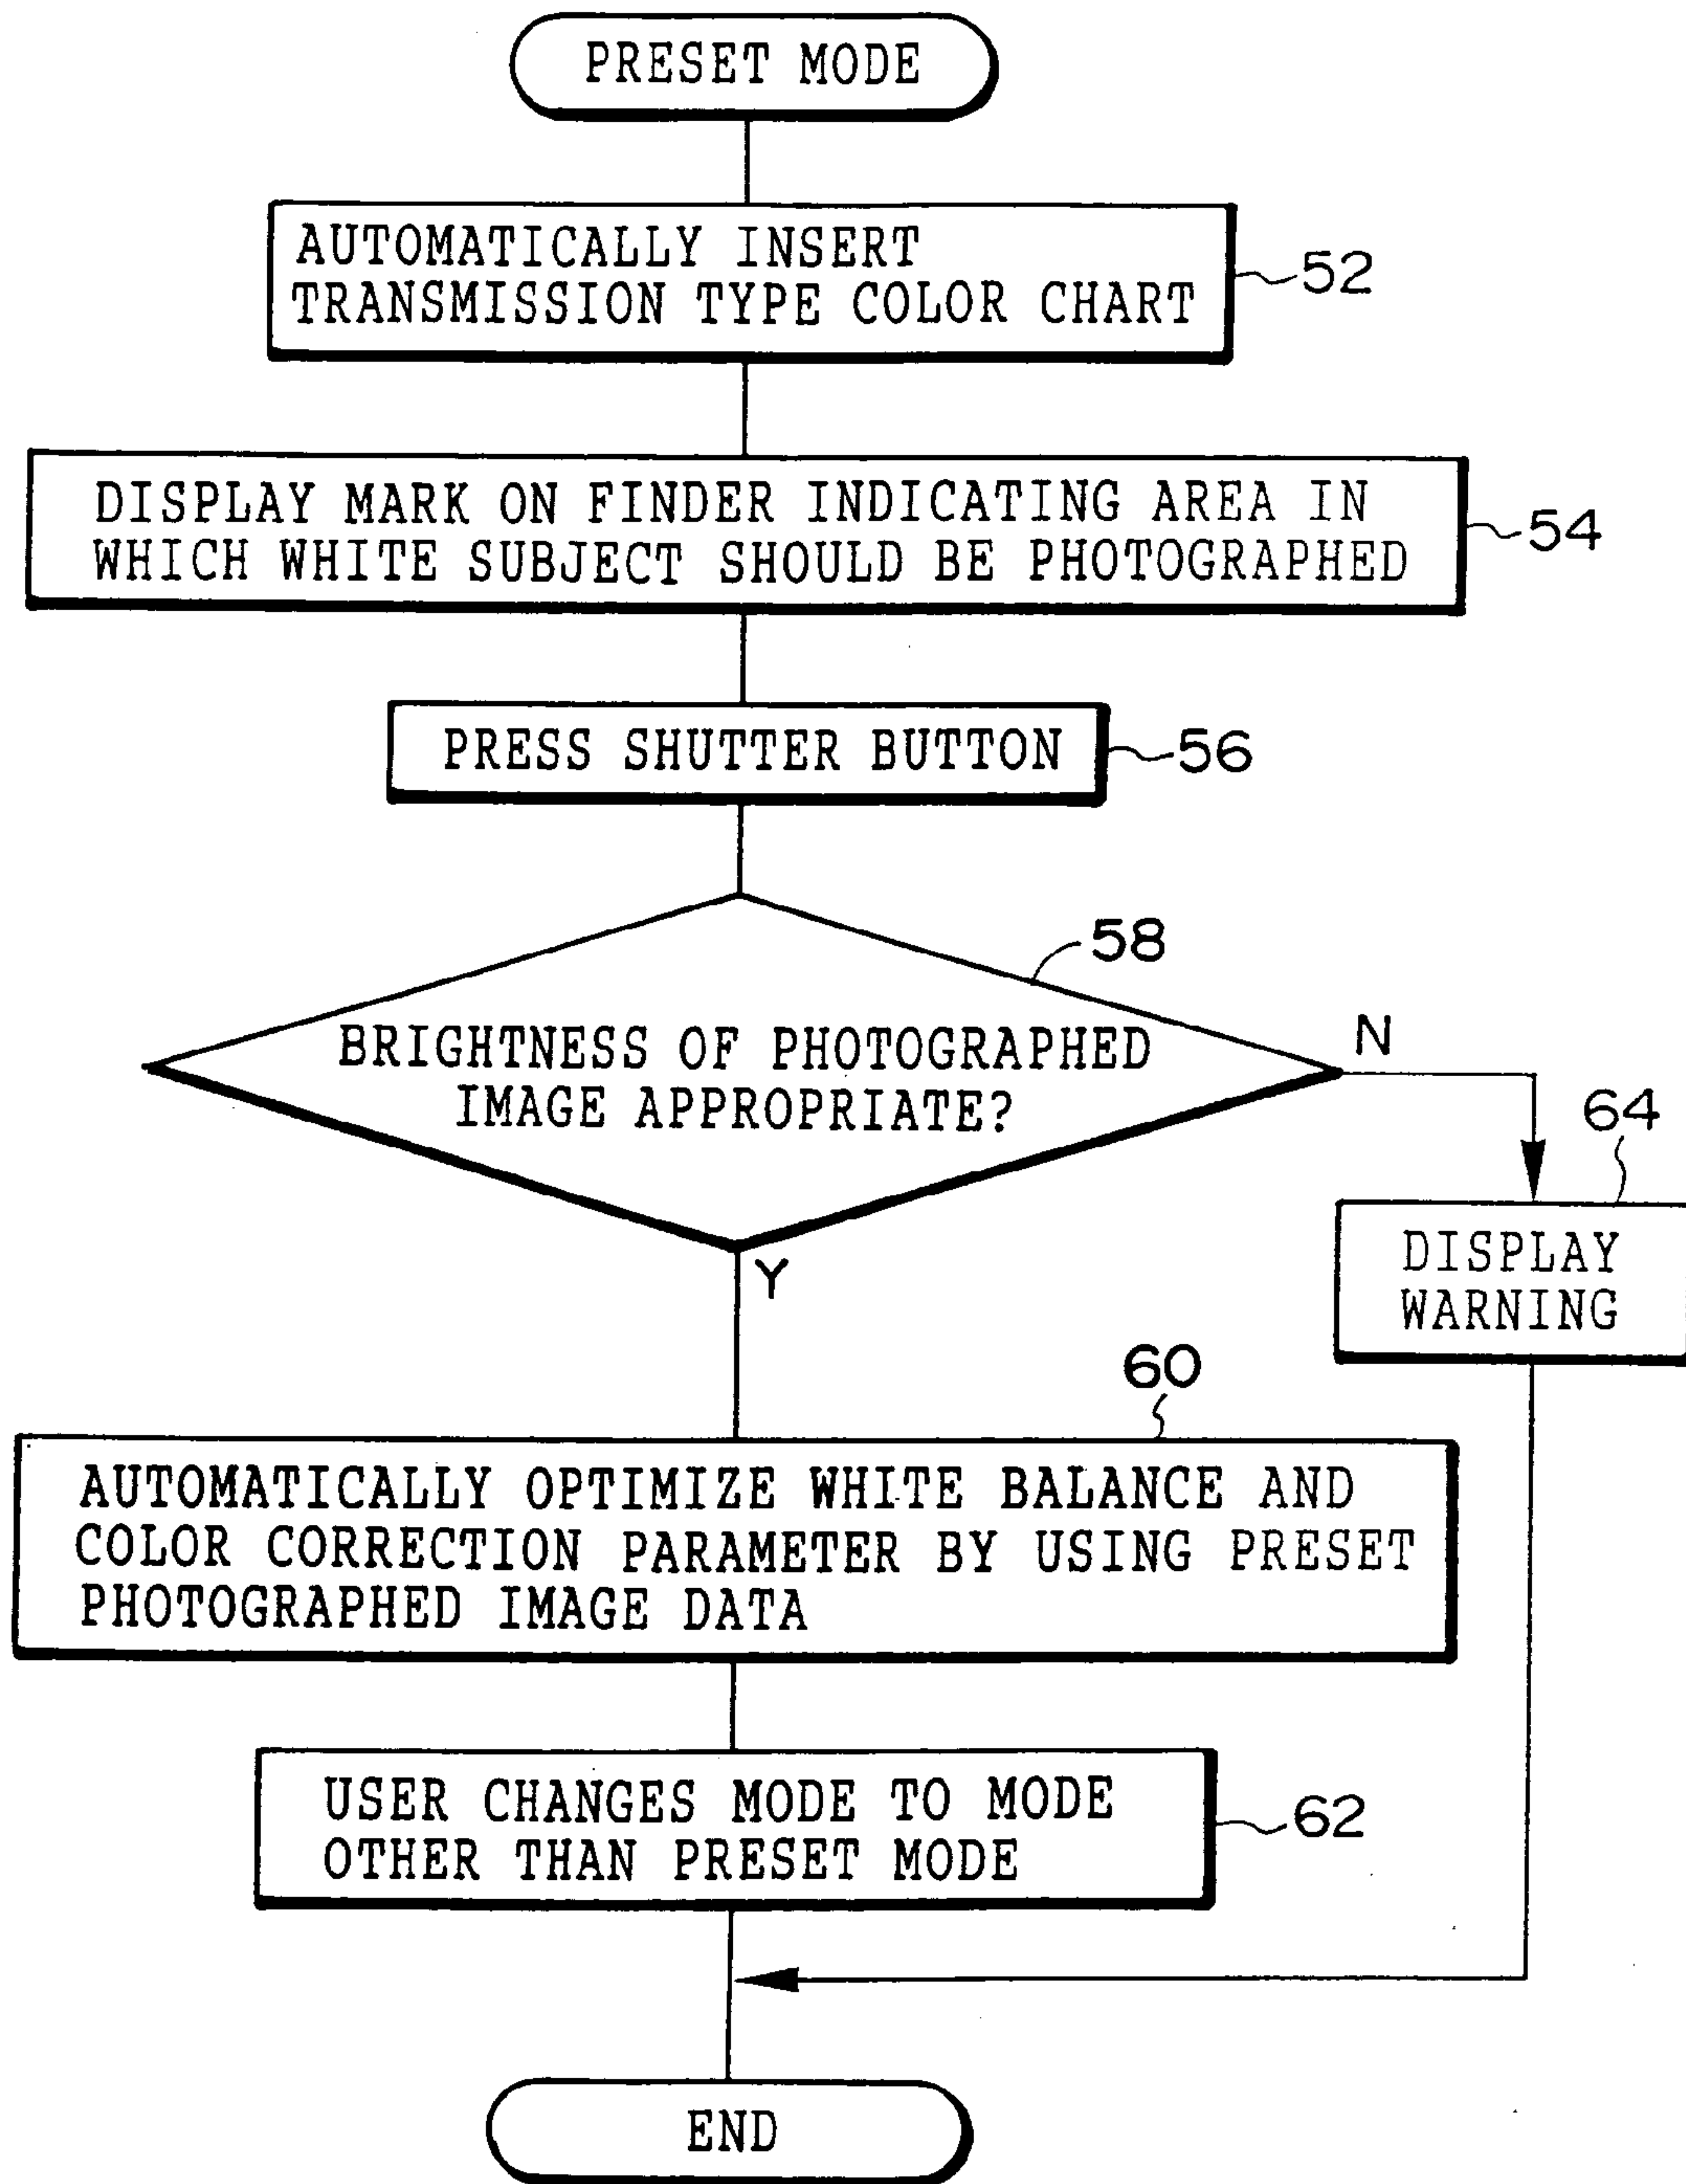 PRESET MODE
AUTOMATICALLY INSERT
TRANSMISSION TYPE COLOR CHART
52
DISPLAY MARK ON FINDER INDICATING AREA IN
WHICH WHITE SUBJECT SHOULD BE PHOTOGRAPHED
54
PRESS SHUTTER BUTTON
56
58
BRIGHTNESS OF PHOTOGRAPHED
IMAGE APPROPRIATE?
N
Y
64
DISPLAY
WARNING
60
AUTOMATICALLY OPTIMIZE WHITE BALANCE AND
COLOR CORRECTION PARAMETER BY USING PRESET
PHOTOGRAPHED IMAGE DATA
USER CHANGES MODE TO MODE
OTHER THAN PRESET MODE
62
END